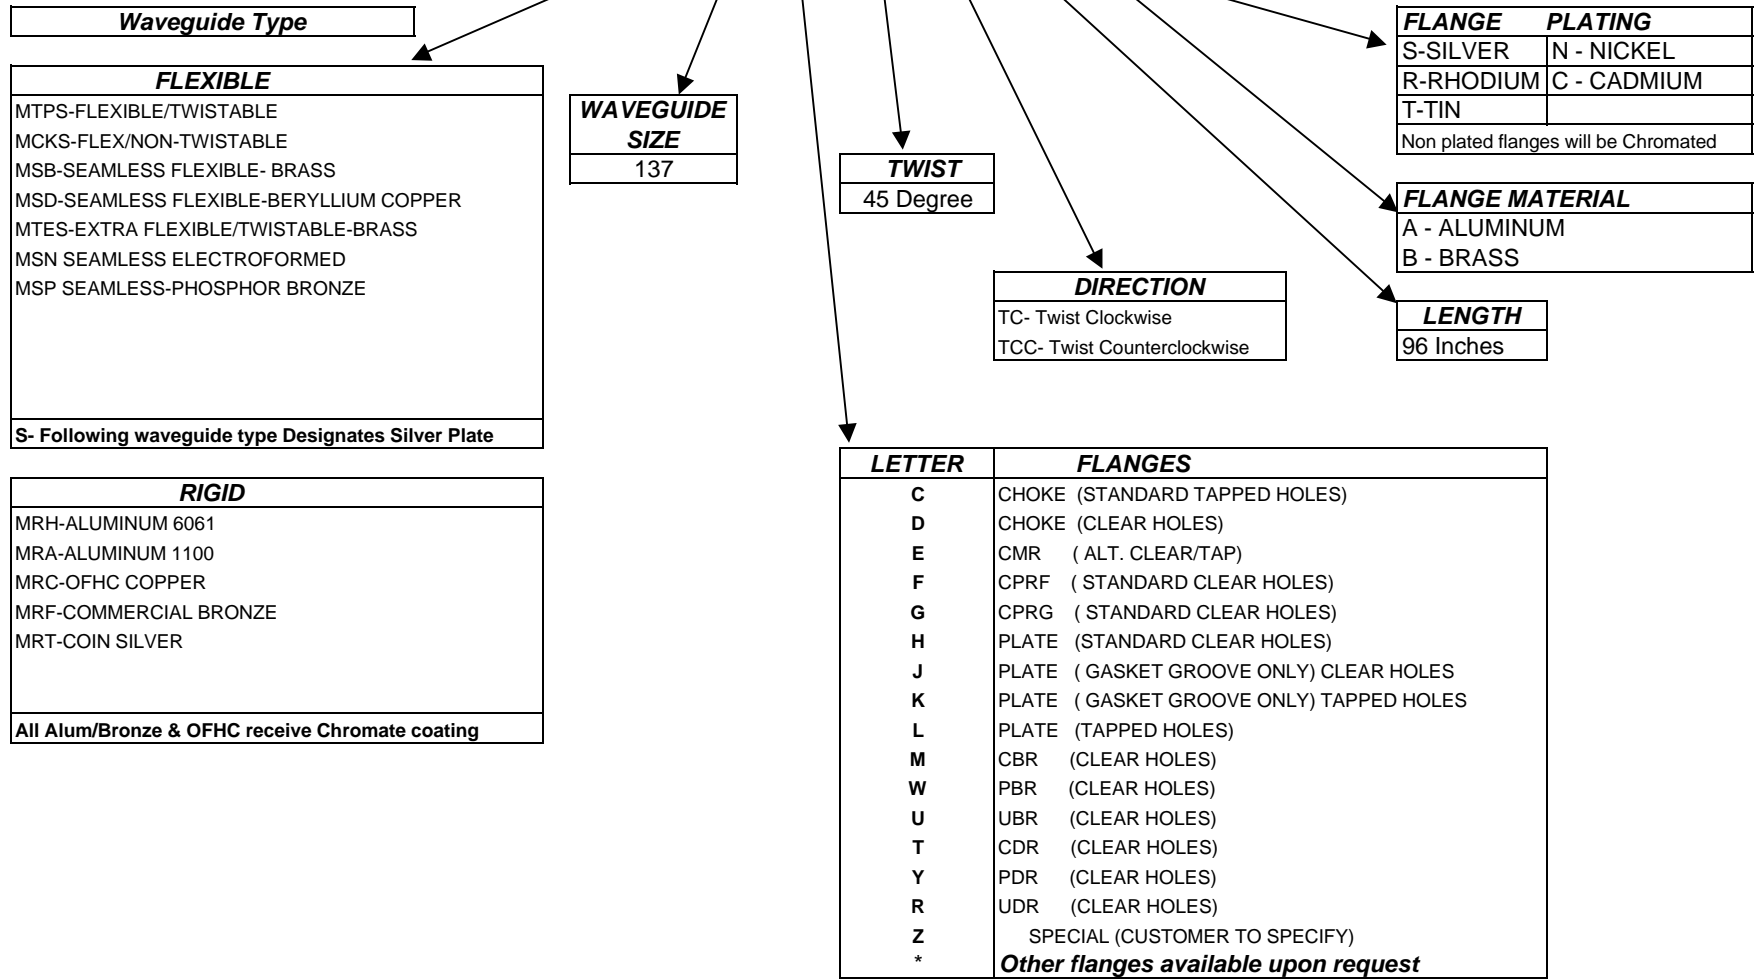 Waveguide Type
FLEXIBLE
MTPS-FLEXIBLE/TWISTABLE
MCKS-FLEX/NON-TWISTABLE
MSB-SEAMLESS FLEXIBLE- BRASS
MSD-SEAMLESS FLEXIBLE-BERYLLIUM COPPER
MTES-EXTRA FLEXIBLE/TWISTABLE-BRASS
MSN SEAMLESS ELECTROFORMED
MSP SEAMLESS-PHOSPHOR BRONZE
S- Following waveguide type Designates Silver Plate
RIGID
MRH-ALUMINUM 6061
MRA-ALUMINUM 1100
MRC-OFHC COPPER
MRF-COMMERCIAL BRONZE
MRT-COIN SILVER
All Alum/Bronze & OFHC receive Chromate coating
WAVEGUIDE
SIZE
137
TWIST
45 Degree
DIRECTION
TC- Twist Clockwise
TCC- Twist Counterclockwise
FLANGE PLATING
S-SILVER N - NICKEL
R-RHODIUM C - CADMIUM
T-TIN
Non plated flanges will be Chromated
FLANGE MATERIAL
A - ALUMINUM
B - BRASS
LENGTH
96 Inches
LETTER FLANGES
C CHOKE (STANDARD TAPPED HOLES)
D CHOKE (CLEAR HOLES)
E CMR ( ALT. CLEAR/TAP)
F CPRF ( STANDARD CLEAR HOLES)
G CPRG ( STANDARD CLEAR HOLES)
H PLATE (STANDARD CLEAR HOLES)
J PLATE ( GASKET GROOVE ONLY) CLEAR HOLES
K PLATE ( GASKET GROOVE ONLY) TAPPED HOLES
L PLATE (TAPPED HOLES)
M CBR (CLEAR HOLES)
W PBR (CLEAR HOLES)
U UBR (CLEAR HOLES)
T CDR (CLEAR HOLES)
Y PDR (CLEAR HOLES)
R UDR (CLEAR HOLES)
Z SPECIAL (CUSTOMER TO SPECIFY)
* Other flanges available upon request